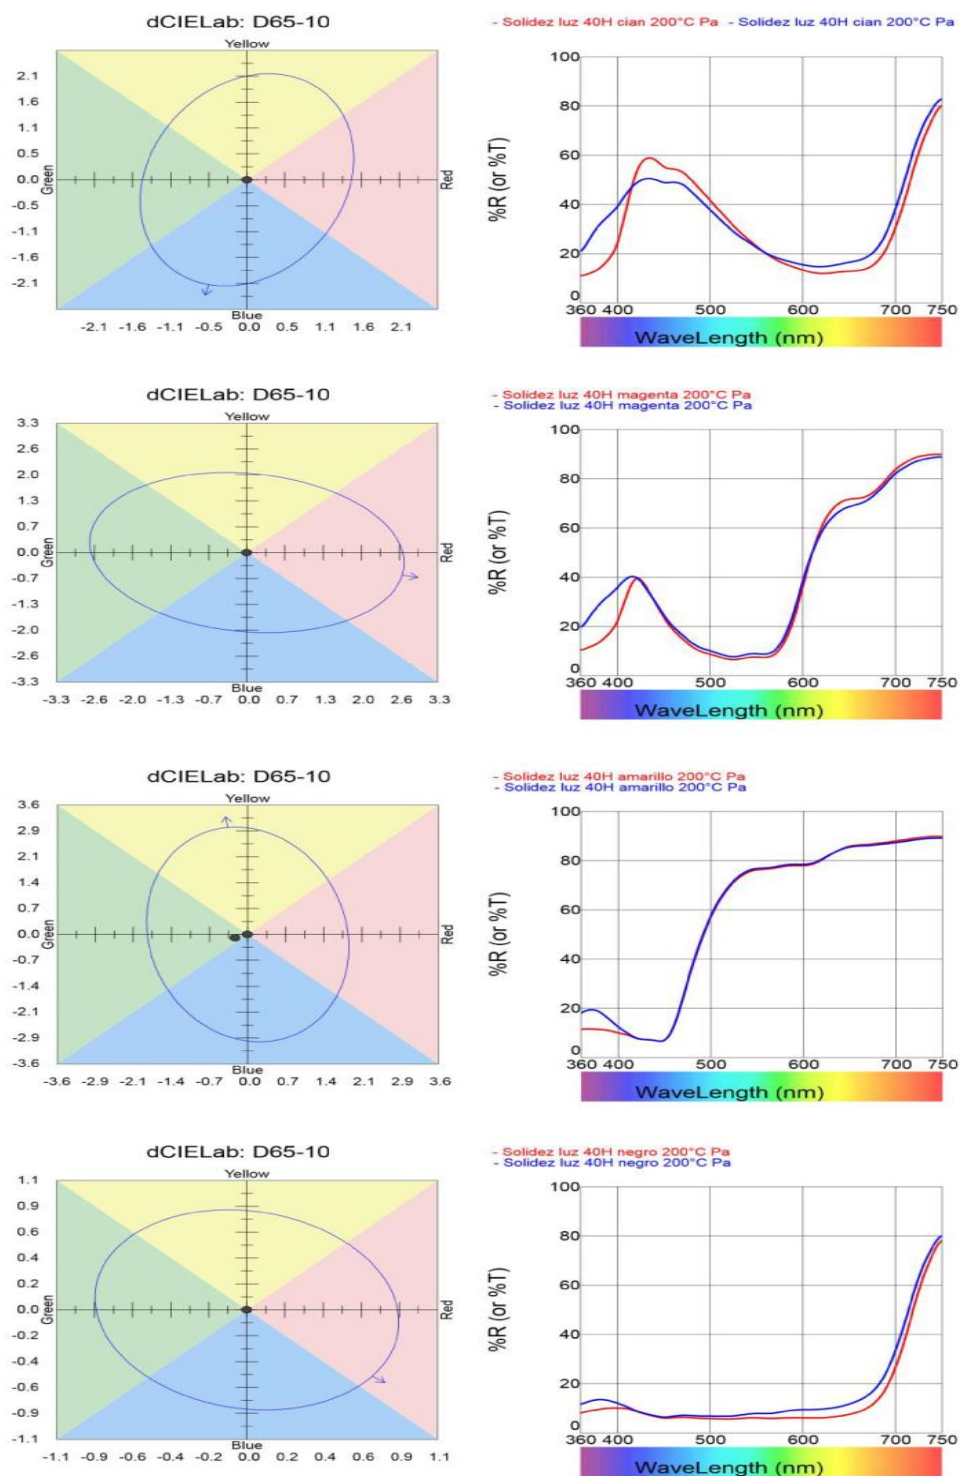 dCIELab: D65-10
- Solidez luz 40H cian 200°C Pa - Solidez luz 40H cian 200°C Pa
Yellow
2.1
1.6
1.1
0.5
0.0
-0.5
-1.1
-1.6
-2.1
Green
Red
Blue
-2.1 -1.6 -1.1 -0.5 0.0 0.5 1.1 1.6 2.1
%R (or %T)
100
80
60
40
20
0
360 400 500 600 700 750
WaveLength (nm)
dCIELab: D65-10
- Solidez luz 40H magenta 200°C Pa
- Solidez luz 40H magenta 200°C Pa
Yellow
3.3
2.6
2.0
1.3
0.7
0.0
-0.7
-1.3
-2.0
-2.6
-3.3
Green
Red
Blue
-3.3 -2.6 -2.0 -1.3 -0.7 0.0 0.7 1.3 2.0 2.6 3.3
%R (or %T)
100
80
60
40
20
0
360 400 500 600 700 750
WaveLength (nm)
dCIELab: D65-10
- Solidez luz 40H amarillo 200°C Pa
- Solidez luz 40H amarillo 200°C Pa
Yellow
3.6
2.9
2.1
1.4
0.7
0.0
-0.7
-1.4
-2.1
-2.9
-3.6
Green
Red
Blue
-3.6 -2.9 -2.1 -1.4 -0.7 0.0 0.7 1.4 2.1 2.9 3.6
%R (or %T)
100
80
60
40
20
0
360 400 500 600 700 750
WaveLength (nm)
dCIELab: D65-10
- Solidez luz 40H negro 200°C Pa
- Solidez luz 40H negro 200°C Pa
Yellow
1.1
0.9
0.6
0.4
0.2
0.0
-0.2
-0.4
-0.6
-0.9
-1.1
Green
Red
Blue
-1.1 -0.9 -0.6 -0.4 -0.2 0.0 0.2 0.4 0.6 0.9 1.1
%R (or %T)
100
80
60
40
20
0
360 400 500 600 700 750
WaveLength (nm)